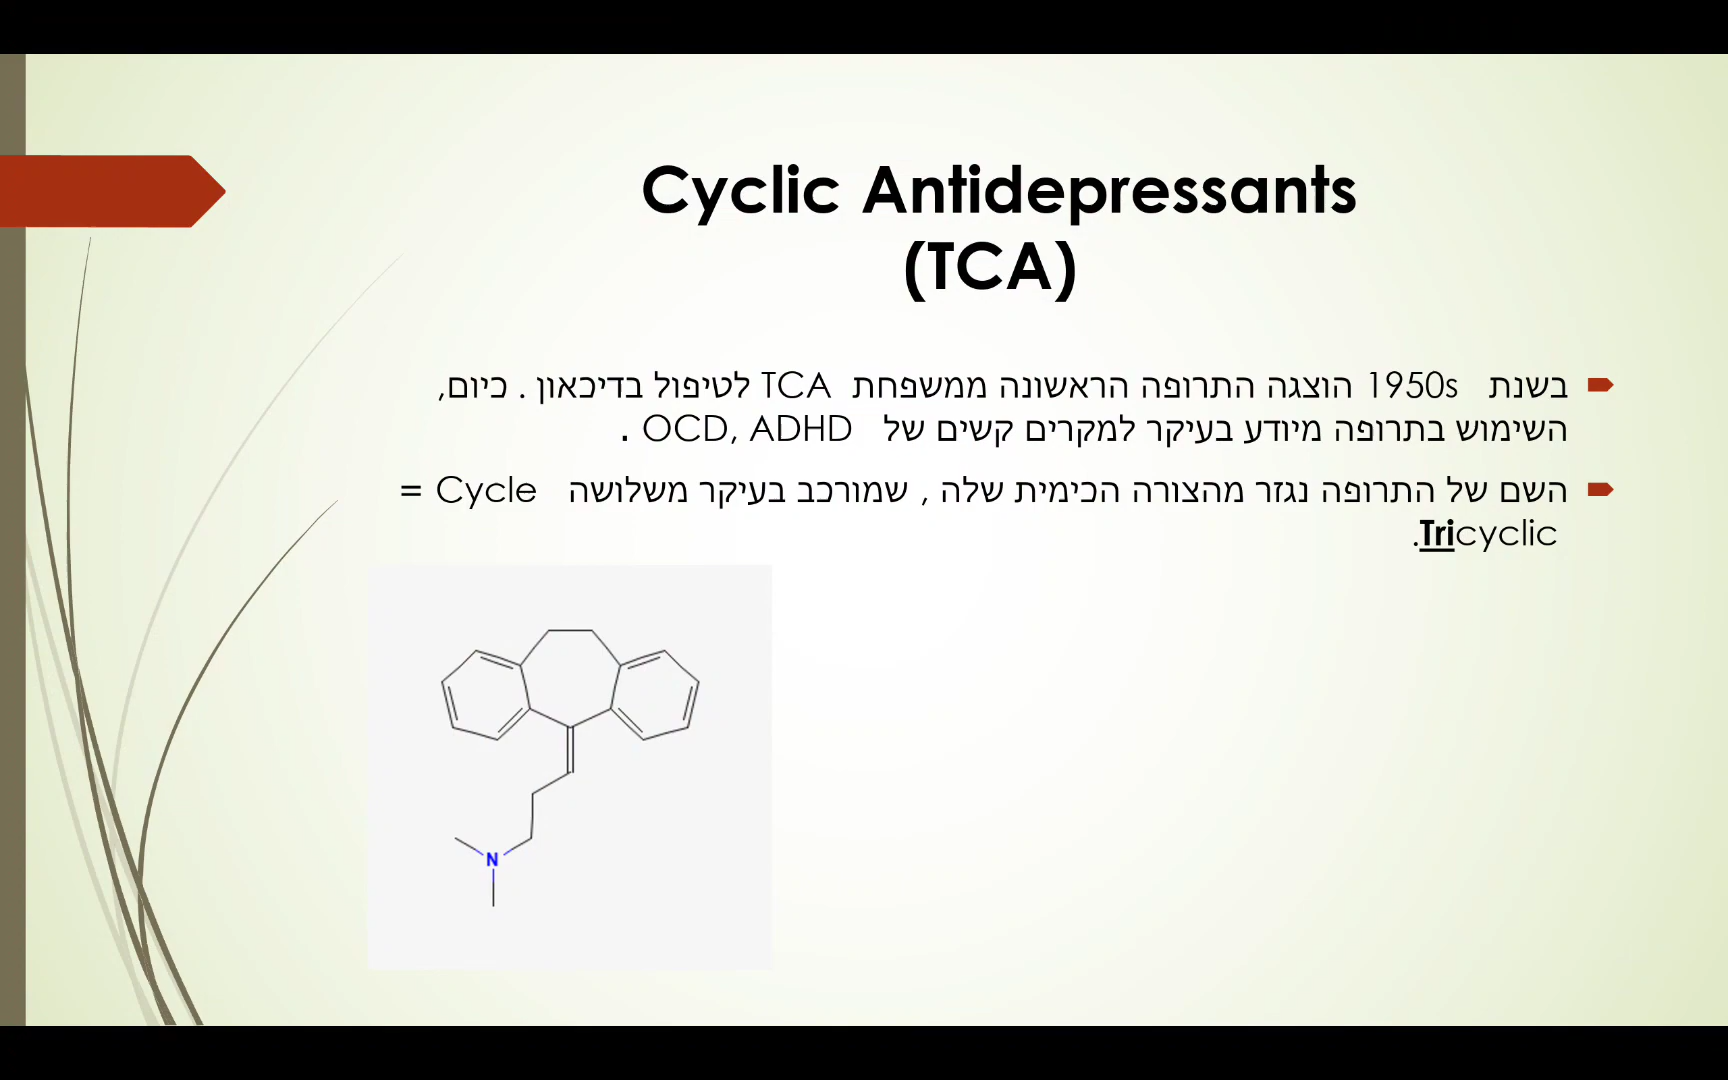 Cyclic Antidepressants
(TCA)
בשנת 1950s הוצגה התרופה הראשונה ממשפחת TCA לטיפול בדיכאון . כיום,
השימוש בתרופה מיודע בעיקר למקרים קשים של OCD, ADHD .
השם של התרופה נגזר מהצורה הכימית שלה , שמורכב בעיקר משלושה Cycle =
Tricyclic.
N